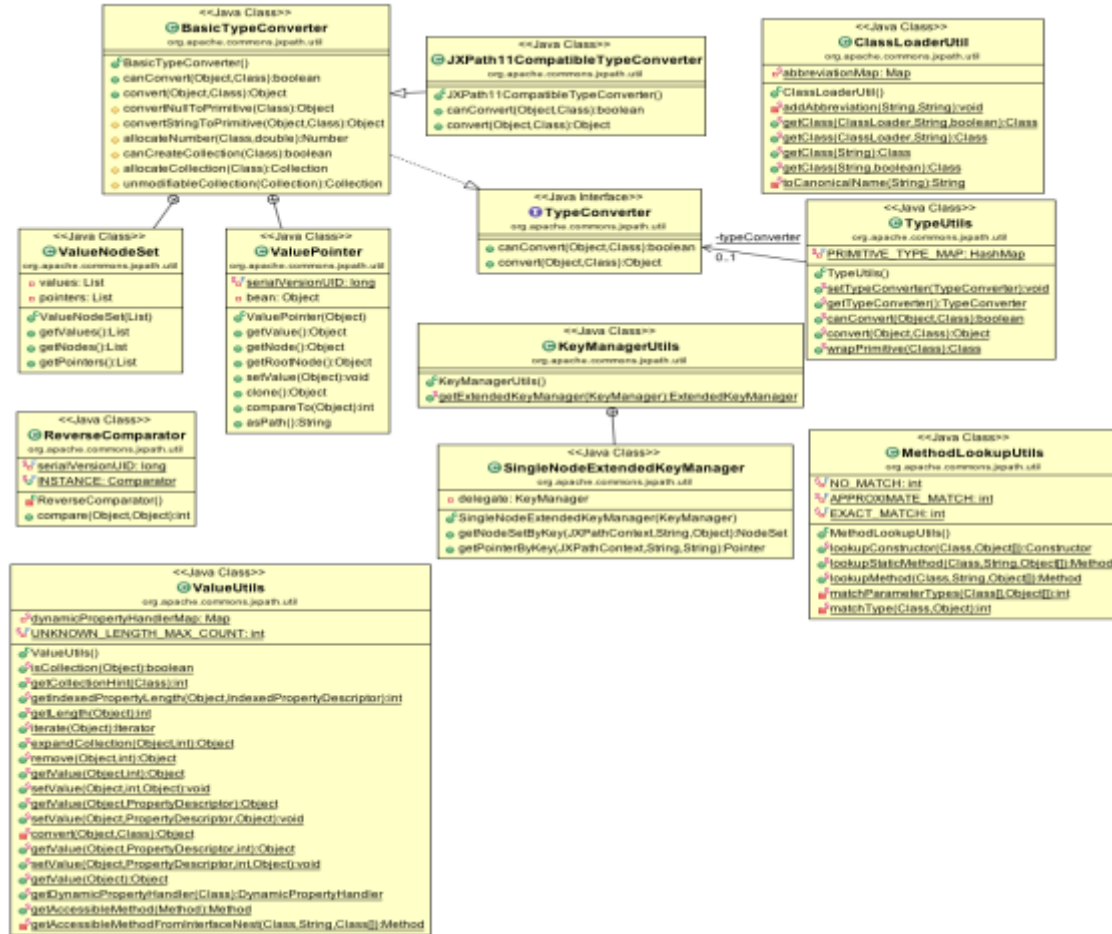 <<Java Class>>
BasicTypeConverter
org.apache.commons.jxpath.util
BasicTypeConverter()
canConvert(Object,Class):boolean
convert(Object,Class):Object
convertNullToPrimitive(Class):Object
convertStringToPrimitive(Object,Class):Object
allocateNumber(Class,double):Number
canCreateCollection(Class):boolean
allocateCollection(Class):Collection
unmodifiableCollection(Collection):Collection
<<Java Class>>
JXPath11CompatibleTypeConverter
org.apache.commons.jxpath.util
JXPath11CompatibleTypeConverter()
canConvert(Object,Class):boolean
convert(Object,Class):Object
<<Java Class>>
ClassLoaderUtil
org.apache.commons.jxpath.util
abbreviationMap: Map
ClassLoaderUtil()
addAbbreviation(String,String):void
getClass(ClassLoader,String,boolean):Class
getClass(ClassLoader,String):Class
getClass(String):Class
getClass(String,boolean):Class
toCanonicalName(String):String
<<Java Interface>>
TypeConverter
org.apache.commons.jxpath.util
canConvert(Object,Class):boolean
convert(Object,Class):Object
-typeConverter
0..1
<<Java Class>>
TypeUtils
org.apache.commons.jxpath.util
PRIMITIVE_TYPE_MAP: HashMap
TypeUtils()
setTypeConverter(TypeConverter):void
getTypeConverter():TypeConverter
canConvert(Object,Class):boolean
convert(Object,Class):Object
wrapPrimitive(Class):Class
<<Java Class>>
ValueNodeSet
org.apache.commons.jxpath.util
values: List
pointers: List
ValueNodeSet(List)
getValues():List
getNodes():List
getPointers():List
<<Java Class>>
ValuePointer
org.apache.commons.jxpath.util
serialVersionUID: long
bean: Object
ValuePointer(Object)
getValue():Object
getNode():Object
getRootNode():Object
setValue(Object):void
clone():Object
compareTo(Object):int
asPath():String
<<Java Class>>
KeyManagerUtils
org.apache.commons.jxpath.util
KeyManagerUtils()
getExtendedKeyManager(KeyManager):ExtendedKeyManager
<<Java Class>>
ReverseComparator
org.apache.commons.jxpath.util
serialVersionUID: long
INSTANCE: Comparator
ReverseComparator()
compare(Object,Object):int
<<Java Class>>
SingleNodeExtendedKeyManager
org.apache.commons.jxpath.util
delegate: KeyManager
SingleNodeExtendedKeyManager(KeyManager)
getNodeSetByKey(JXPathContext,String,Object):NodeSet
getPointerByKey(JXPathContext,String,String):Pointer
<<Java Class>>
MethodLookupUtils
org.apache.commons.jxpath.util
NO_MATCH: int
APPROXIMATE_MATCH: int
EXACT_MATCH: int
MethodLookupUtils()
lookupConstructor(Class,Object[]):Constructor
lookupStaticMethod(Class,String,Object[]):Method
lookupMethod(Class,String,Object[]):Method
matchParameterTypes(Class[],Object[]):int
matchType(Class,Object):int
<<Java Class>>
ValueUtils
org.apache.commons.jxpath.util
dynamicPropertyHandlerMap: Map
UNKNOWN_LENGTH_MAX_COUNT: int
ValueUtils()
isCollection(Object):boolean
getCollectionHint(Class):int
getIndexedPropertyLength(Object,IndexedPropertyDescriptor):int
getLength(Object):int
iterate(Object):Iterator
expandCollection(Object,int):Object
remove(Object,int):Object
getValue(Object,int):Object
setValue(Object,int,Object):void
getValue(Object,PropertyDescriptor):Object
setValue(Object,PropertyDescriptor,Object):void
convert(Object,Class):Object
getValue(Object,PropertyDescriptor,int):Object
setValue(Object,PropertyDescriptor,int,Object):void
getValue(Object):Object
getDynamicPropertyHandler(Class):DynamicPropertyHandler
getAccessibleMethod(Method):Method
getAccessibleMethodFromInterfaceNest(Class,String,Class[]):Method